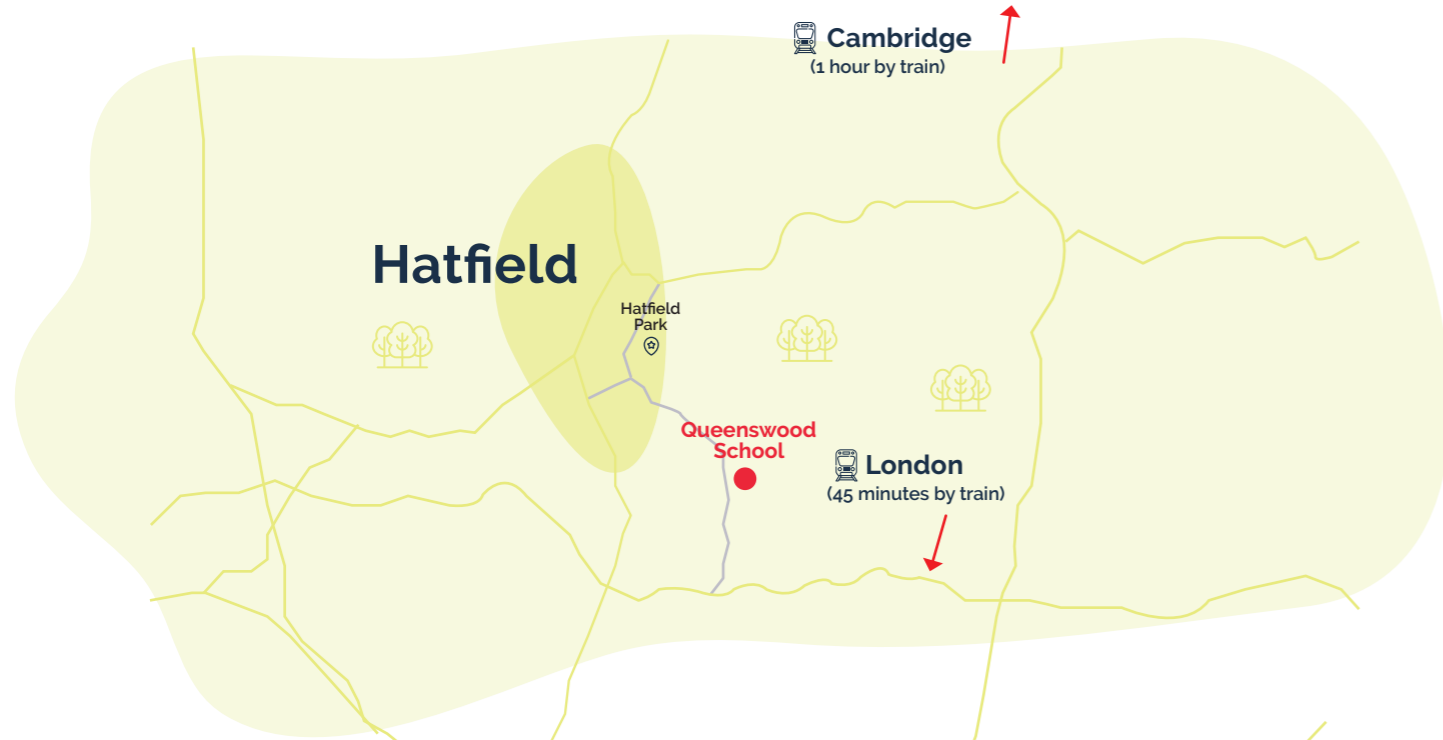 Cambridge
(1 hour by train)
Hatfield
Hatfield
Park
Queenswood
School
London
(45 minutes by train)